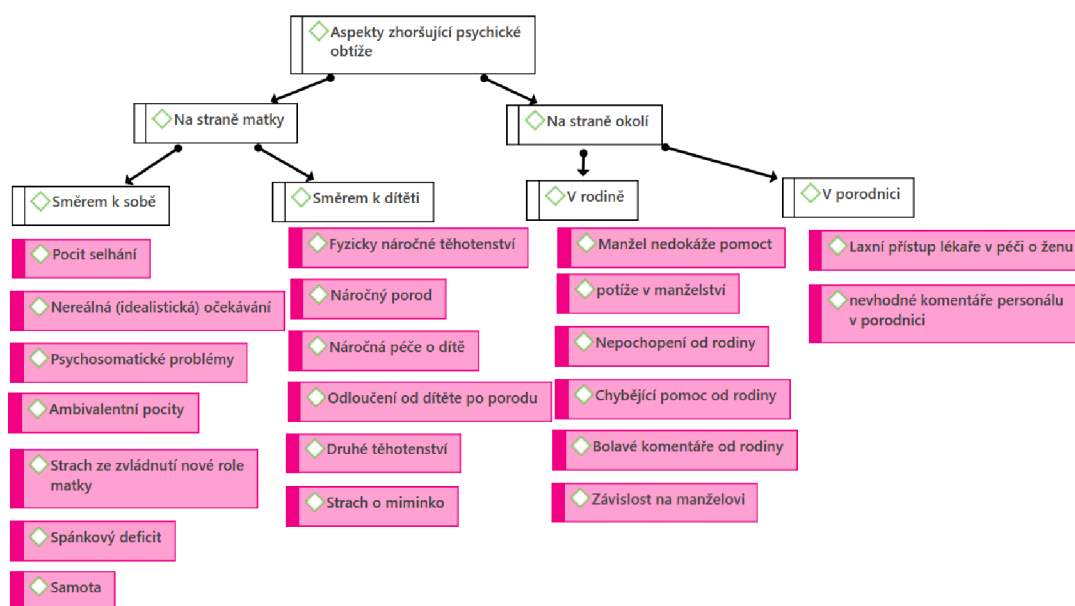 Aspekty zhoršující psychické
obtíže
Na straně matky
Na straně okolí
Směrem k sobě
Směrem k dítěti
V rodině
V porodnici
Pocit selhání
Nereálná (idealistická) očekávání
Psychosomatické problémy
Ambivalentní pocity
Strach ze zvládnutí nové role
matky
Spánkový deficit
Samota
Fyzicky náročné těhotenství
Náročný porod
Náročná péče o dítě
Odloučení od dítěte po porodu
Druhé těhotenství
Strach o miminko
Manžel nedokáže pomoct
potíže v manželství
Nepochopení od rodiny
Chybějící pomoc od rodiny
Bolavé komentáře od rodiny
Závislost na manželovi
Laxní přístup lékaře v péči o ženu
nevhodné komentáře personálu
v porodnici